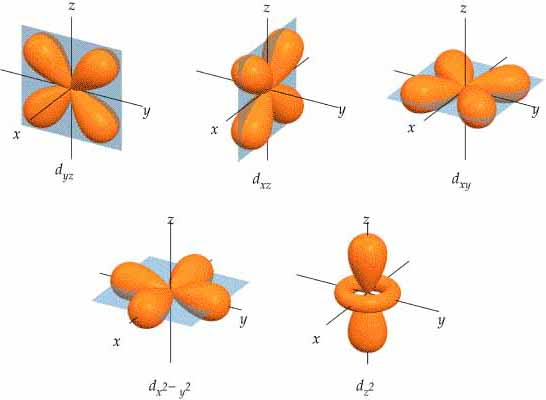 z z z
y y y
x x x
d_yz d_xz d_xy
z z
y y
x x
d_x²−y² d_z²